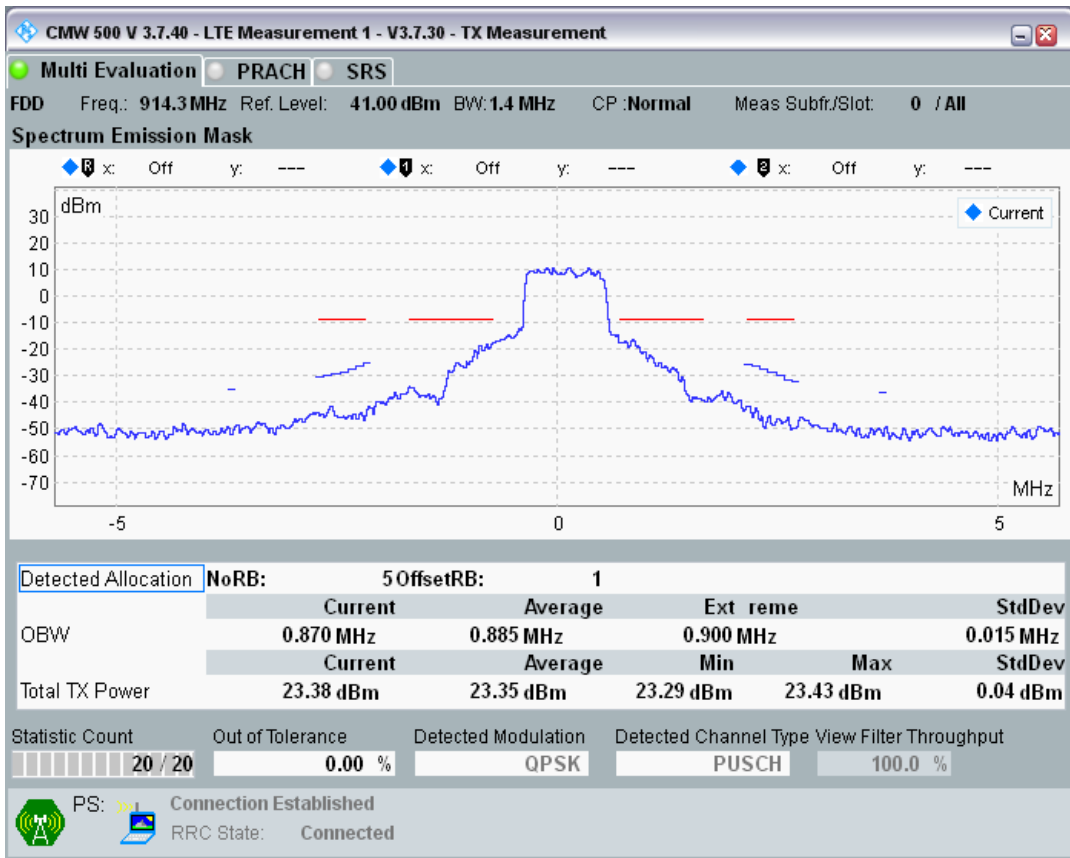 CMW 500 V 3.7.40 - LTE Measurement 1 - V3.7.30 - TX Measurement
Multi Evaluation PRACH SRS
FDD Freq.: 914.3 MHz Ref. Level: 41.00 dBm BW: 1.4 MHz CP :Normal Meas Subfr./Slot: 0 / All
Spectrum Emission Mask
R x: Off y: --- 1 x: Off y: --- 2 x: Off y: ---
dBm
Current
30
20
10
0
-10
-20
-30
-40
-50
-60
-70
MHz
-5 0 5
Detected Allocation NoRB: 5 OffsetRB: 1
Current Average Ext reme StdDev
OBW 0.870 MHz 0.885 MHz 0.900 MHz 0.015 MHz
Current Average Min Max StdDev
Total TX Power 23.38 dBm 23.35 dBm 23.29 dBm 23.43 dBm 0.04 dBm
Statistic Count Out of Tolerance Detected Modulation Detected Channel Type View Filter Throughput
20 / 20 0.00 % QPSK PUSCH 100.0 %
PS: Connection Established
RRC State: Connected